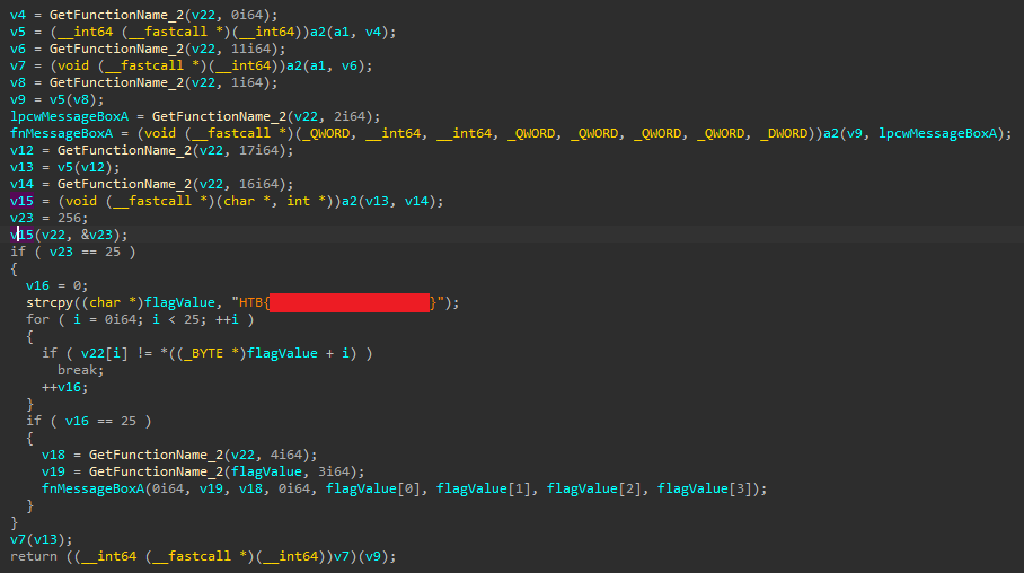 v4 = GetFunctionName_2(v22, 0i64);
v5 = (__int64 (__fastcall *)(__int64))a2(a1, v4);
v6 = GetFunctionName_2(v22, 11i64);
v7 = (void (__fastcall *)(__int64))a2(a1, v6);
v8 = GetFunctionName_2(v22, 1i64);
v9 = v5(v8);
lpcwMessageBoxA = GetFunctionName_2(v22, 2i64);
fnMessageBoxA = (void (__fastcall *)(_QWORD, __int64, __int64, _QWORD, _QWORD, _QWORD, _QWORD, _DWORD))a2(v9, lpcwMessageBoxA);
v12 = GetFunctionName_2(v22, 17i64);
v13 = v5(v12);
v14 = GetFunctionName_2(v22, 16i64);
v15 = (void (__fastcall *)(char *, int *))a2(v13, v14);
v23 = 256;
v15(v22, &v23);
if ( v23 == 25 )
{
v16 = 0;
strcpy((char *)flagValue, "HTB{}");
for ( i = 0i64; i < 25; ++i )
{
if ( v22[i] != *((_BYTE *)flagValue + i) )
break;
++v16;
}
if ( v16 == 25 )
{
v18 = GetFunctionName_2(v22, 4i64);
v19 = GetFunctionName_2(flagValue, 3i64);
fnMessageBoxA(0i64, v19, v18, 0i64, flagValue[0], flagValue[1], flagValue[2], flagValue[3]);
}
}
v7(v13);
return ((__int64 (__fastcall *)(__int64))v7)(v9);